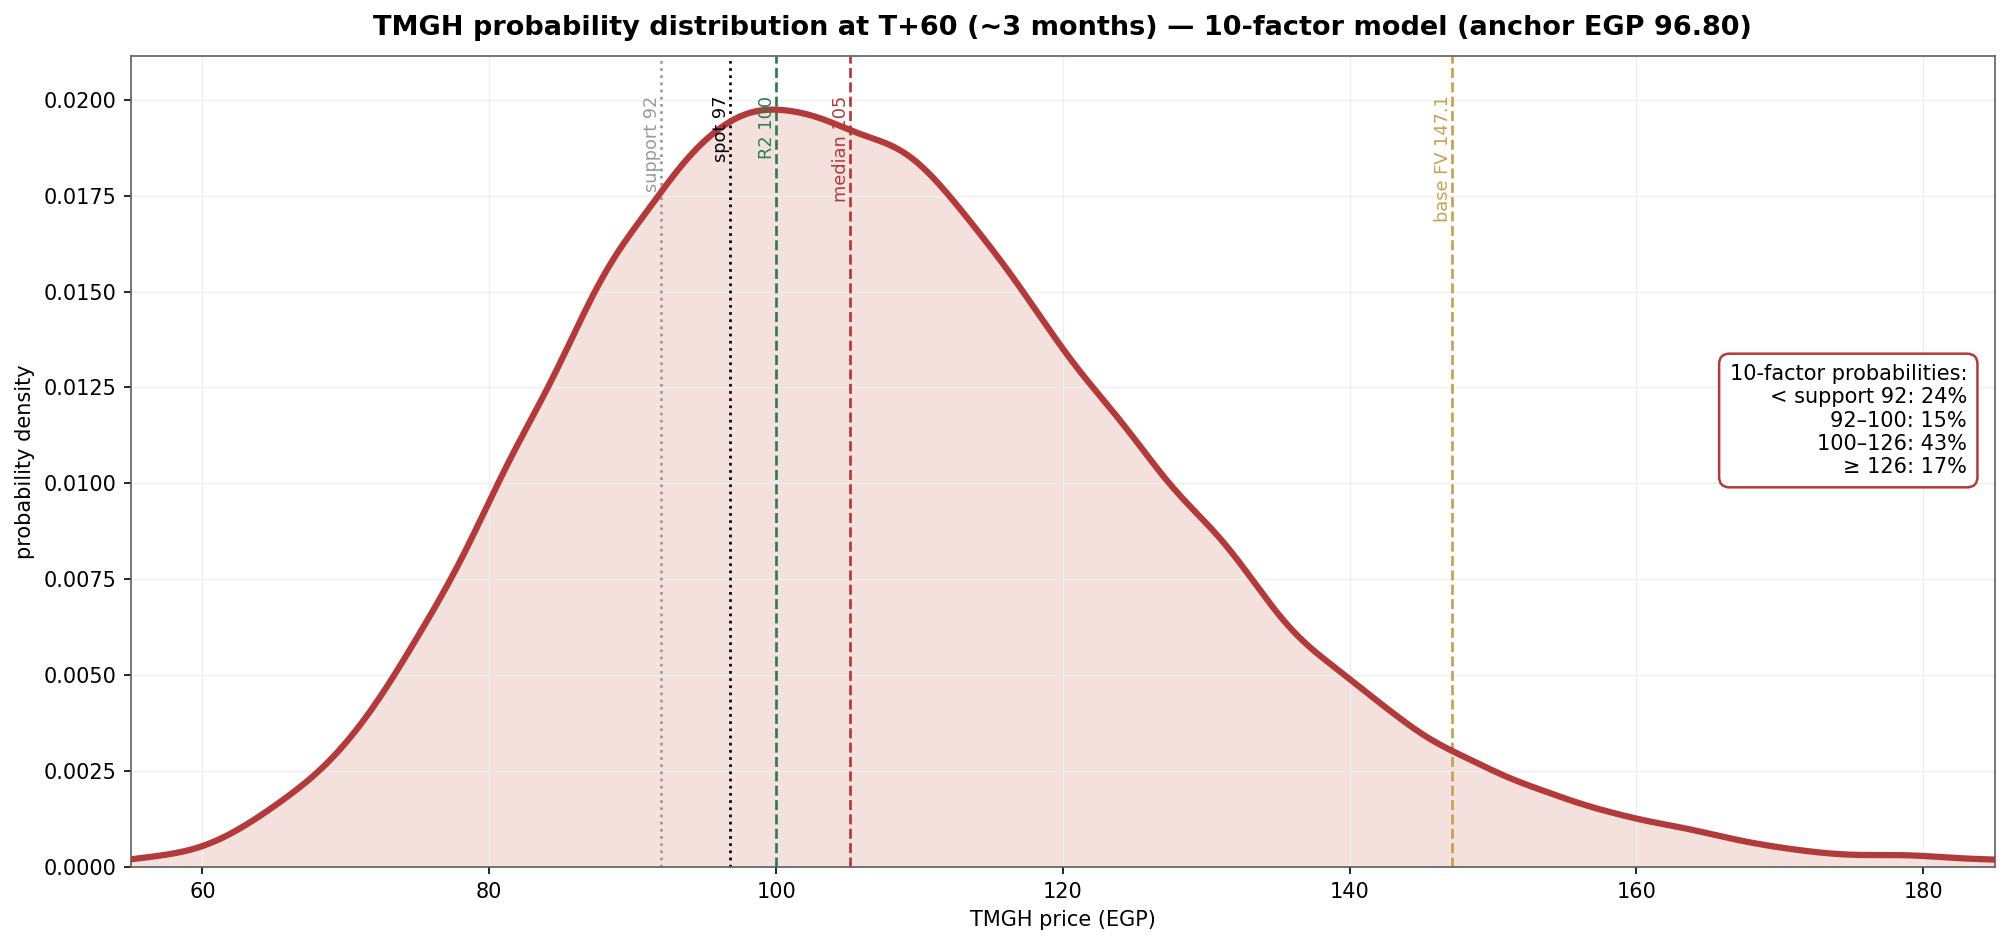 TMGH probability distribution at T+60 (~3 months) — 10-factor model (anchor EGP 96.80)
probability density
0.0200
0.0175
0.0150
0.0125
0.0100
0.0075
0.0050
0.0025
0.0000
support 92
spot 97
R2 100
median 105
base FV 147.1
10-factor probabilities:
< support 92: 24%
92–100: 15%
100–126: 43%
≥ 126: 17%
60 80 100 120 140 160 180
TMGH price (EGP)